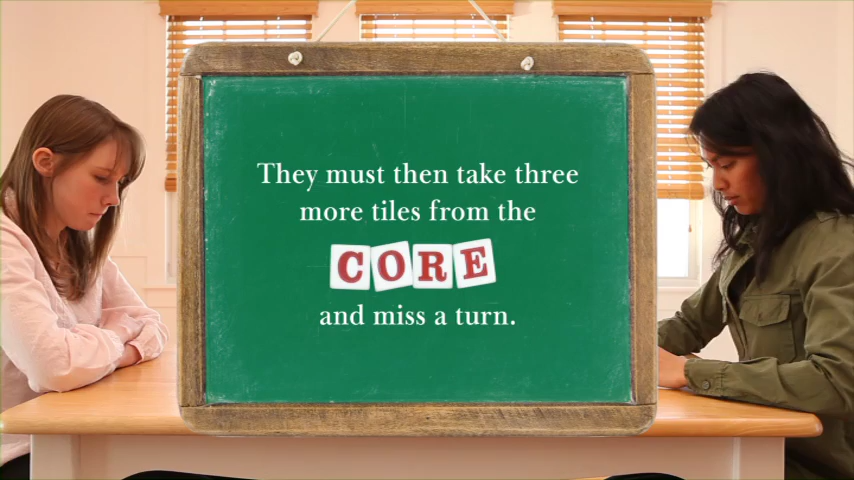 They must then take three
more tiles from the
CORE
and miss a turn.